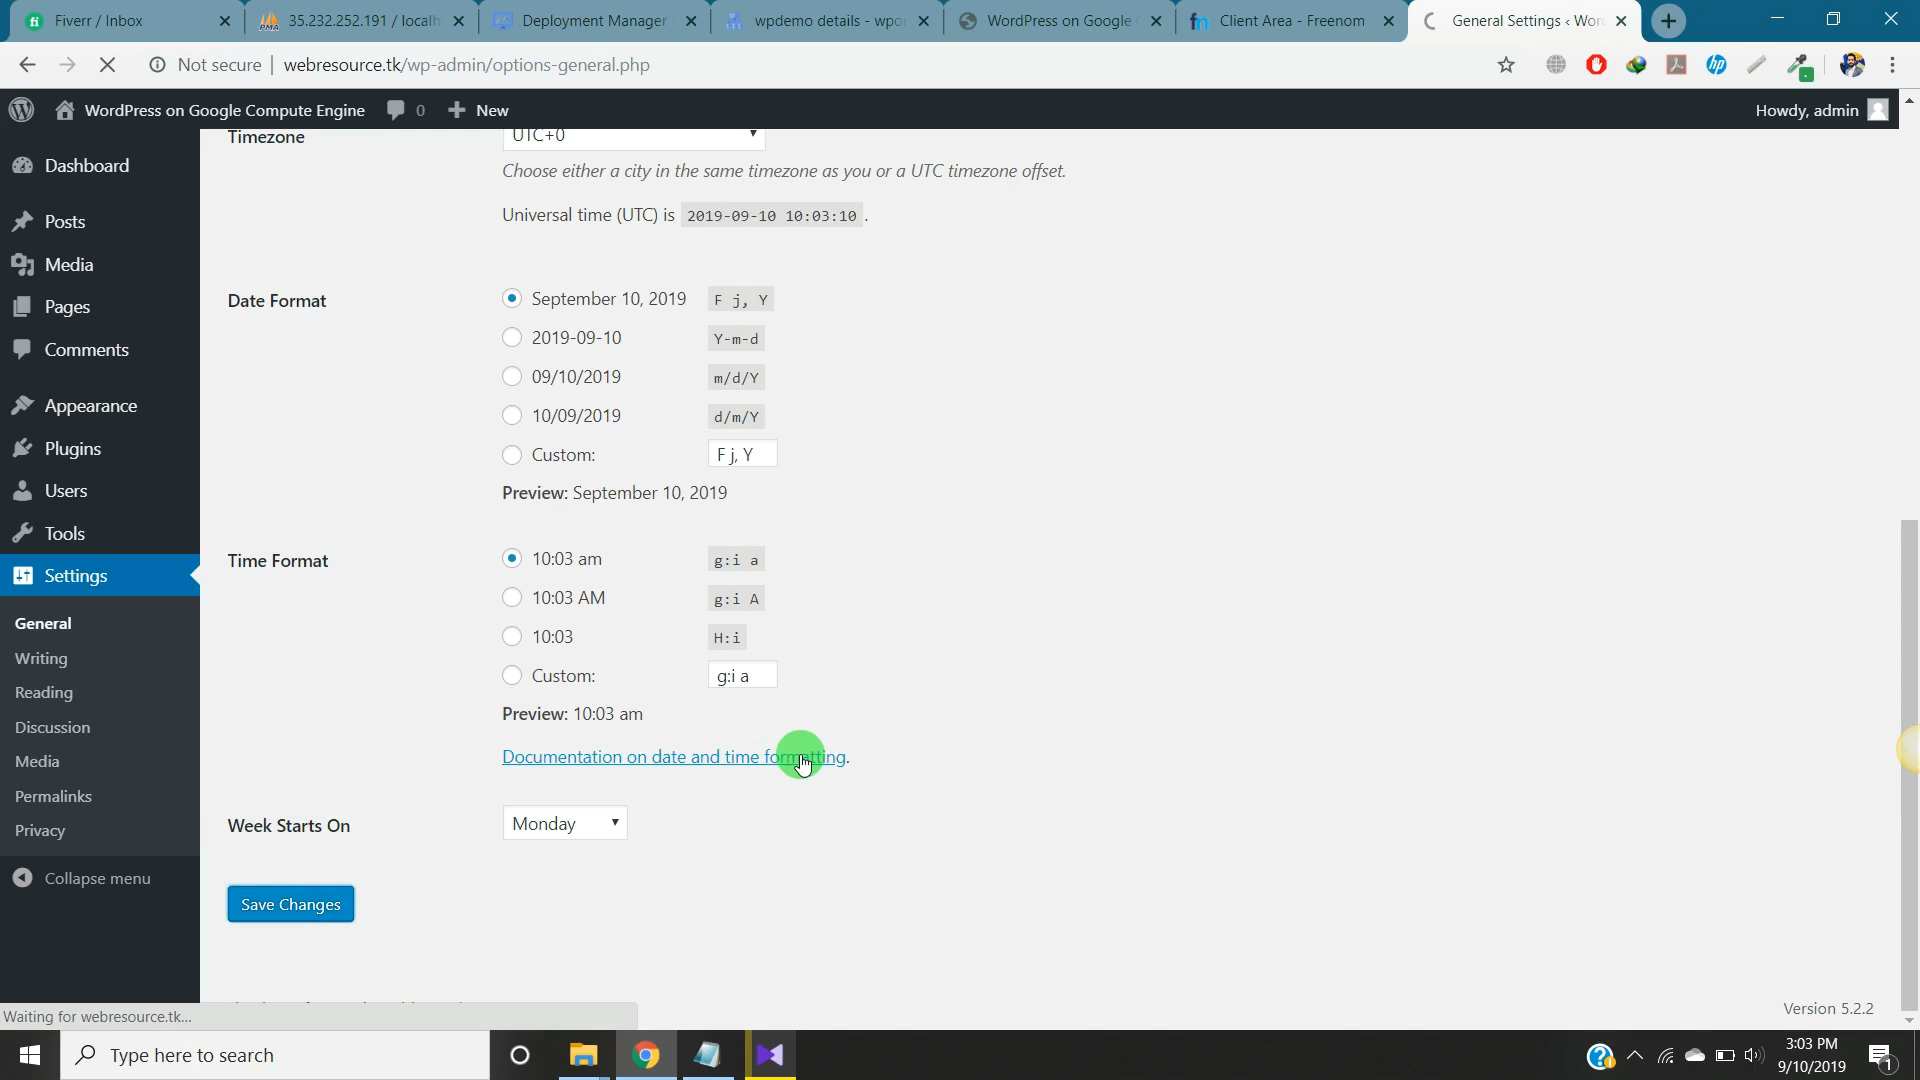 Fiverr / Inbox
35.232.252.191 / localh
Deployment Manager
wpdemo details - wpor
WordPress on Google
Client Area - Freenom
General Settings ‹ Wor
Not secure
webresource.tk/wp-admin/options-general.php
WordPress on Google Compute Engine
0
New
Howdy, admin
Dashboard
Posts
Media
Pages
Comments
Appearance
Plugins
Users
Tools
Settings
General
Writing
Reading
Discussion
Media
Permalinks
Privacy
Collapse menu
Timezone
UTC+0
Choose either a city in the same timezone as you or a UTC timezone offset.
Universal time (UTC) is 2019-09-10 10:03:10 .
Date Format
September 10, 2019 F j, Y
2019-09-10 Y-m-d
09/10/2019 m/d/Y
10/09/2019 d/m/Y
Custom: F j, Y
Preview: September 10, 2019
Time Format
10:03 am g:i a
10:03 AM g:i A
10:03 H:i
Custom: g:i a
Preview: 10:03 am
Documentation on date and time formatting.
Week Starts On
Monday
Save Changes
Version 5.2.2
Waiting for webresource.tk...
Type here to search
3:03 PM
9/10/2019
1